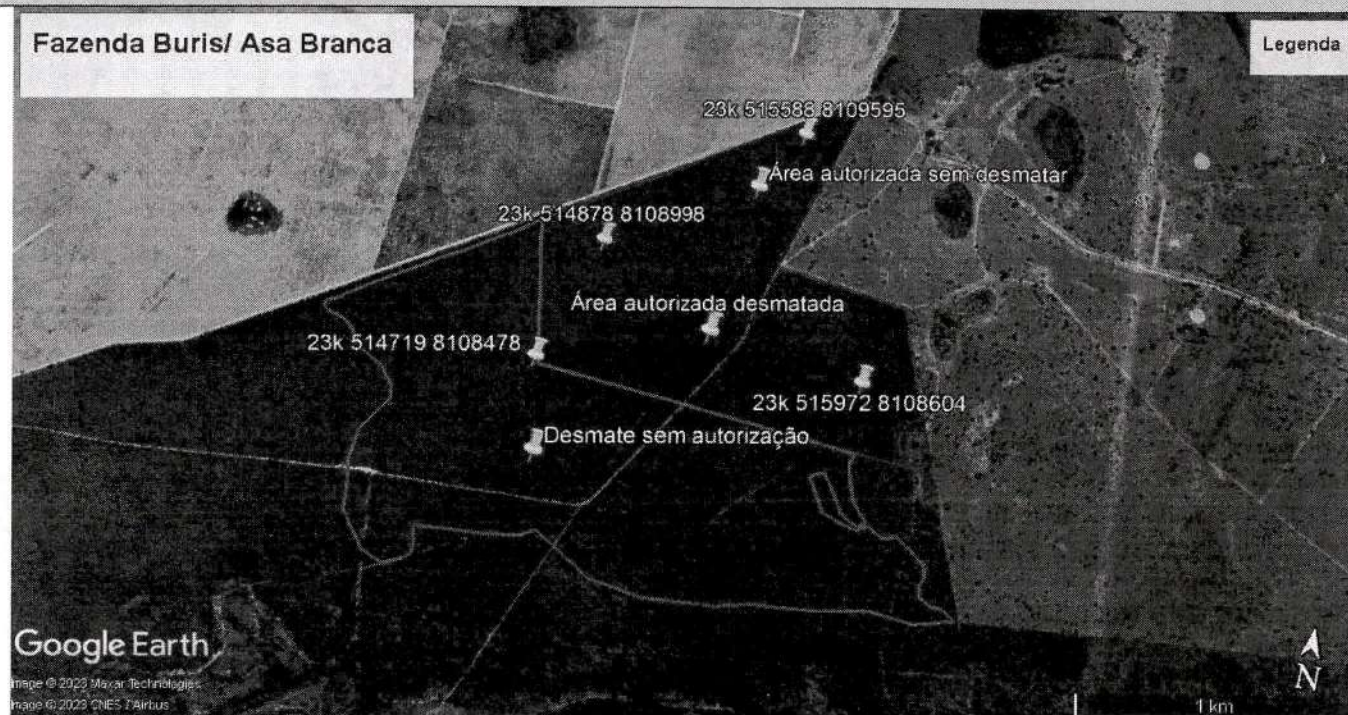 Fazenda Buris/ Asa Branca
Legenda
23k 515588 8109595
Área autorizada sem desmatar
23k 514878 8108998
Área autorizada desmatada
23k 514719 8108478
23k 515972 8108604
Desmate sem autorização
Google Earth
Image © 2023 Maxar Technologies
Image © 2023 CNES / Airbus
N
1 km